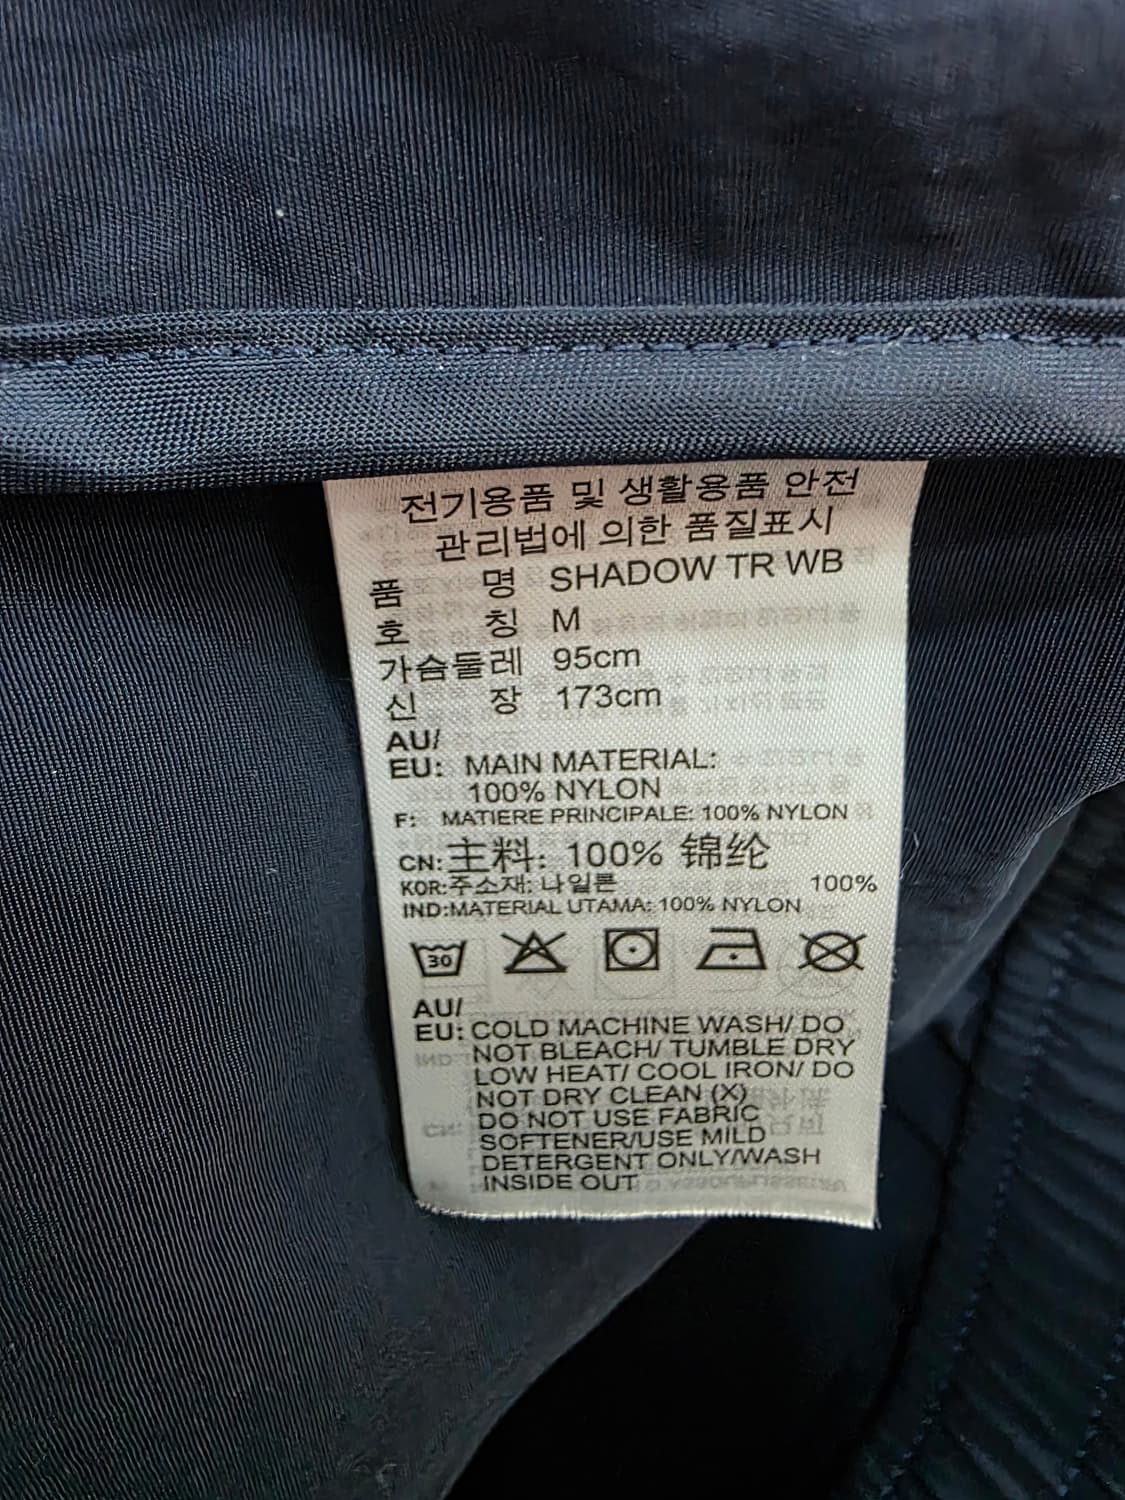 전기용품 및 생활용품 안전
관리법에 의한 품질표시
품 명 SHADOW TR WB
호 칭 M
가슴둘레 95cm
신 장 173cm
AU/
EU: MAIN MATERIAL:
100% NYLON
F: MATIERE PRINCIPALE: 100% NYLON
CN: 主料: 100% 锦纶
KOR:주소재: 나일론 100%
IND:MATERIAL UTAMA: 100% NYLON
30
AU/
EU: COLD MACHINE WASH/ DO
NOT BLEACH/ TUMBLE DRY
LOW HEAT/ COOL IRON/ DO
NOT DRY CLEAN (X)
DO NOT USE FABRIC
SOFTENER/USE MILD
DETERGENT ONLY/WASH
INSIDE OUT